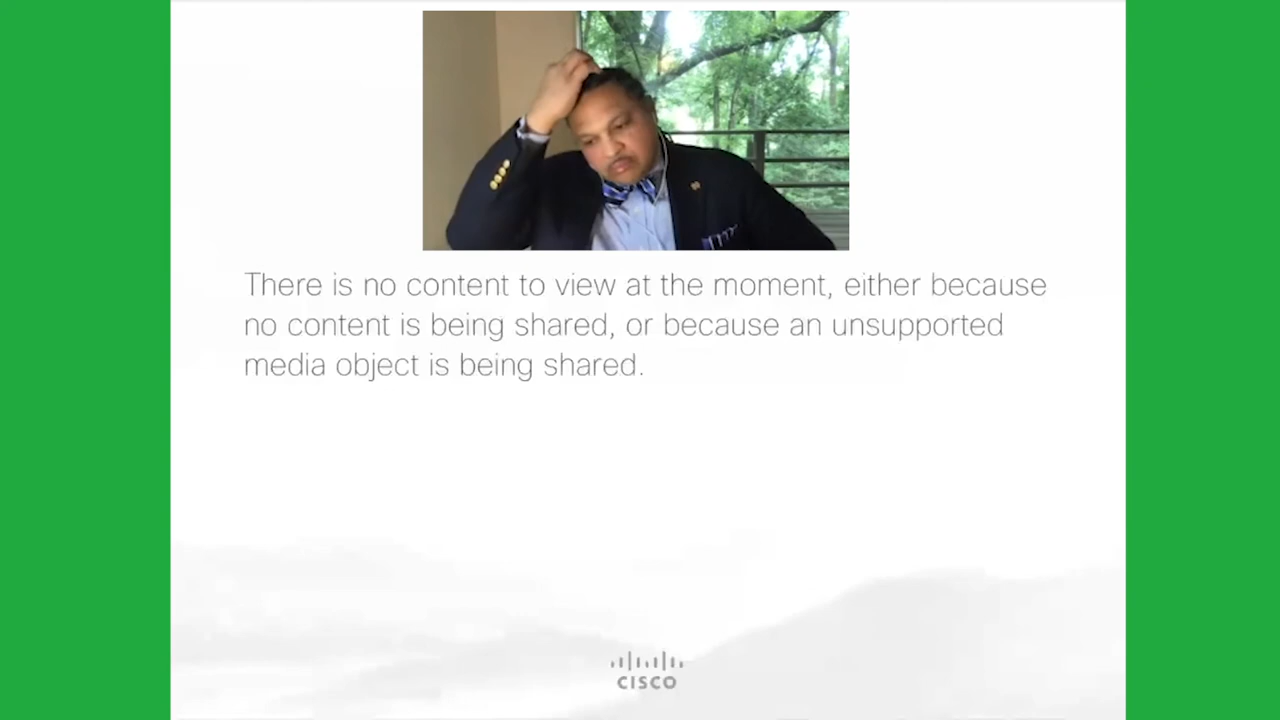 There is no content to view at the moment, either because
no content is being shared, or because an unsupported
media object is being shared.
CISCO